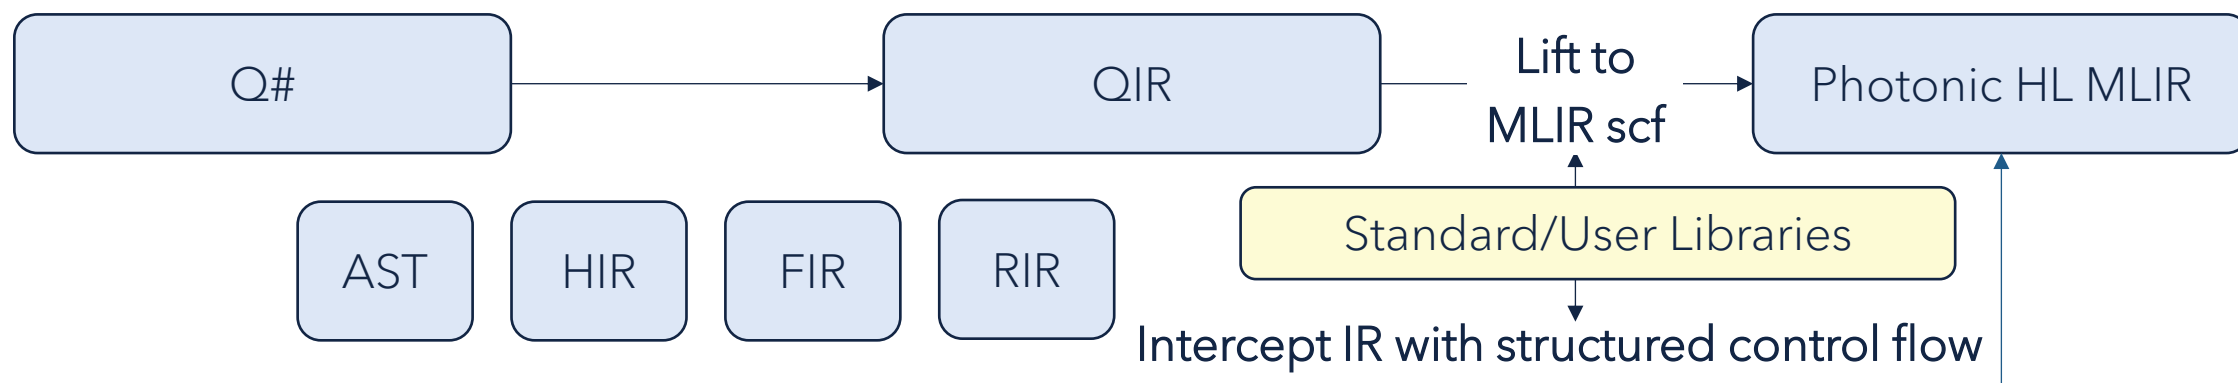 Q#
QIR
Lift to
MLIR scf
Photonic HL MLIR
AST
HIR
FIR
RIR
Standard/User Libraries
Intercept IR with structured control flow